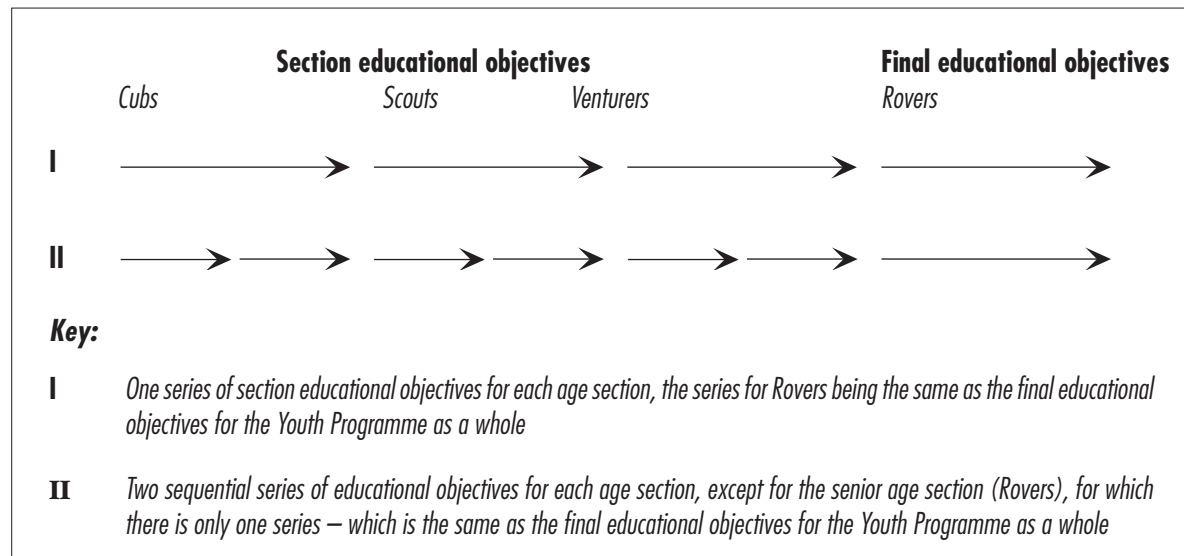 Section educational objectives Final educational objectives
Cubs Scouts Venturers Rovers
I
II
Key:
I One series of section educational objectives for each age section, the series for Rovers being the same as the final educational
objectives for the Youth Programme as a whole
II Two sequential series of educational objectives for each age section, except for the senior age section (Rovers), for which
there is only one series – which is the same as the final educational objectives for the Youth Programme as a whole